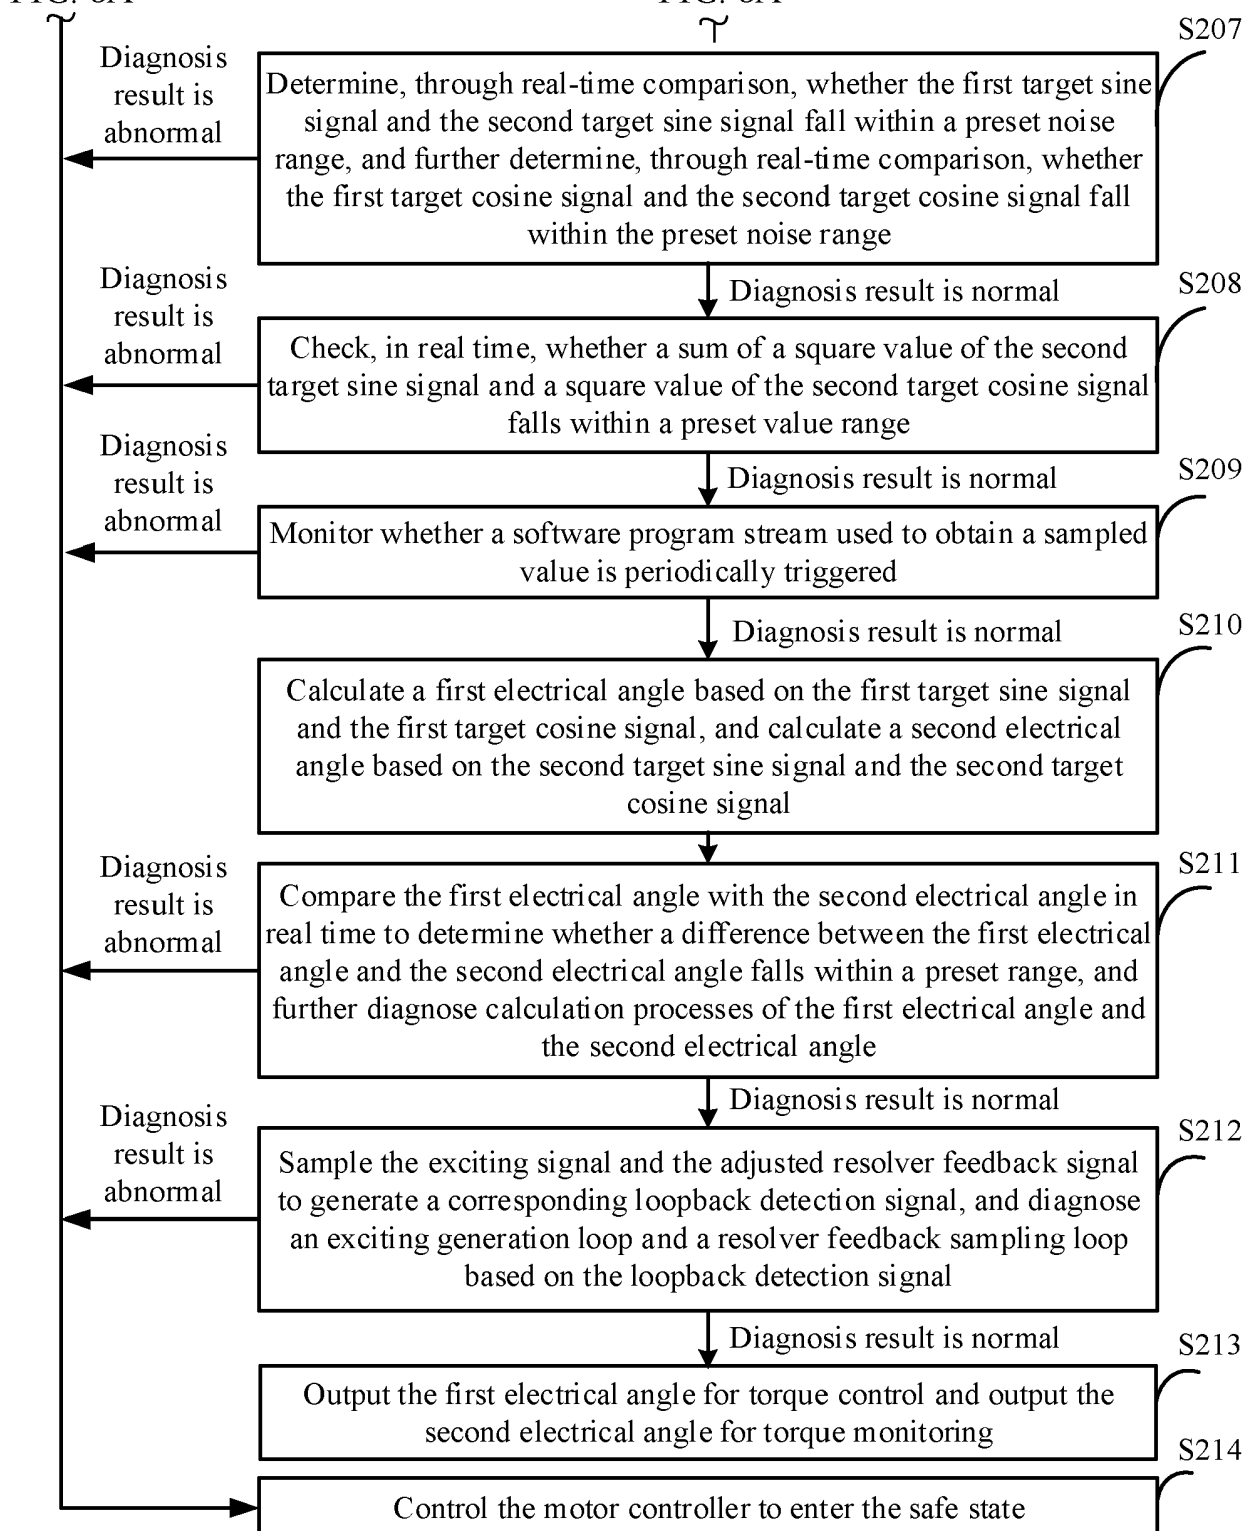 S207
Diagnosis
result is
abnormal
Determine, through real-time comparison, whether the first target sine
signal and the second target sine signal fall within a preset noise
range, and further determine, through real-time comparison, whether
the first target cosine signal and the second target cosine signal fall
within the preset noise range
Diagnosis result is normal
S208
Diagnosis
result is
abnormal
Check, in real time, whether a sum of a square value of the second
target sine signal and a square value of the second target cosine signal
falls within a preset value range
Diagnosis result is normal
S209
Diagnosis
result is
abnormal
Monitor whether a software program stream used to obtain a sampled
value is periodically triggered
Diagnosis result is normal
S210
Calculate a first electrical angle based on the first target sine signal
and the first target cosine signal, and calculate a second electrical
angle based on the second target sine signal and the second target
cosine signal
S211
Diagnosis
result is
abnormal
Compare the first electrical angle with the second electrical angle in
real time to determine whether a difference between the first electrical
angle and the second electrical angle falls within a preset range, and
further diagnose calculation processes of the first electrical angle and
the second electrical angle
Diagnosis result is normal
S212
Diagnosis
result is
abnormal
Sample the exciting signal and the adjusted resolver feedback signal
to generate a corresponding loopback detection signal, and diagnose
an exciting generation loop and a resolver feedback sampling loop
based on the loopback detection signal
Diagnosis result is normal
S213
Output the first electrical angle for torque control and output the
second electrical angle for torque monitoring
S214
Control the motor controller to enter the safe state